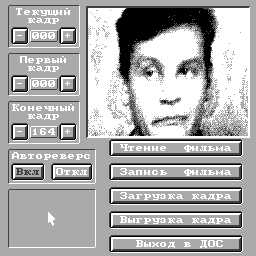 Текущий
кадр
- 000 +
Первый
кадр
- 000 +
Конечный
кадр
- 164 +
Автореверс
Вкл Откл
Чтение фильма
Запись фильма
Загрузка кадра
Выгрузка кадра
Выход в ДОС